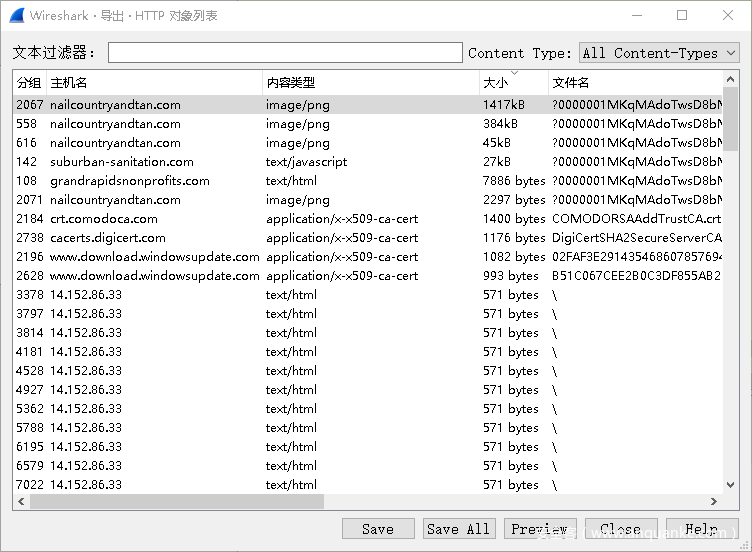 Wireshark · 导出 · HTTP 对象列表
文本过滤器： Content Type: All Content-Types
分组 主机名 内容类型 大小 文件名
2067 nailcountryandtan.com image/png 1417kB ?0000001MKqMAdoTwsD8bN
558 nailcountryandtan.com image/png 384kB ?0000001MKqMAdoTwsD8bN
616 nailcountryandtan.com image/png 45kB ?0000001MKqMAdoTwsD8bN
142 suburban-sanitation.com text/javascript 27kB ?0000001MKqMAdoTwsD8bN
108 grandrapidsnonprofits.com text/html 7886 bytes ?0000001MKqMAdoTwsD8bN
2071 nailcountryandtan.com image/png 2297 bytes ?0000001MKqMAdoTwsD8bN
2184 crt.comodoca.com application/x-x509-ca-cert 1400 bytes COMODORSAAddTrustCA.crt
2738 cacerts.digicert.com application/x-x509-ca-cert 1176 bytes DigiCertSHA2SecureServerCA
2196 www.download.windowsupdate.com application/x-x509-ca-cert 1082 bytes 02FAF3E291435468607857694
2628 www.download.windowsupdate.com application/x-x509-ca-cert 993 bytes B51C067CEE2B0C3DF855AB2
3378 14.152.86.33 text/html 571 bytes \
3797 14.152.86.33 text/html 571 bytes \
3814 14.152.86.33 text/html 571 bytes \
4181 14.152.86.33 text/html 571 bytes \
4528 14.152.86.33 text/html 571 bytes \
4927 14.152.86.33 text/html 571 bytes \
5362 14.152.86.33 text/html 571 bytes \
5788 14.152.86.33 text/html 571 bytes \
6195 14.152.86.33 text/html 571 bytes \
6579 14.152.86.33 text/html 571 bytes \
7022 14.152.86.33 text/html 571 bytes \
Save Save All Preview Close Help